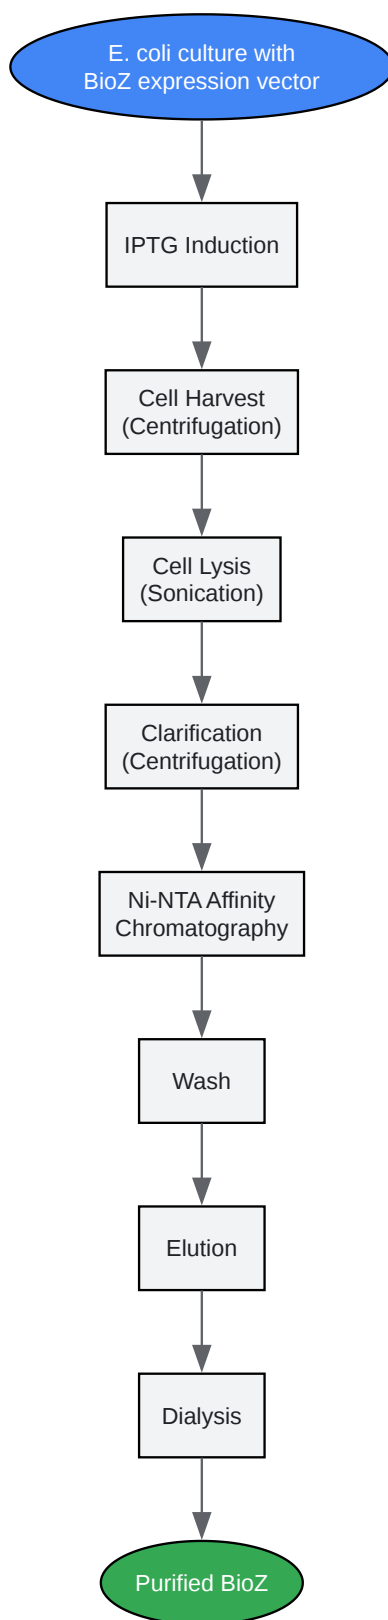 E. coli culture with
BioZ expression vector
IPTG Induction
Cell Harvest
(Centrifugation)
Cell Lysis
(Sonication)
Clarification
(Centrifugation)
Ni-NTA Affinity
Chromatography
Wash
Elution
Dialysis
Purified BioZ